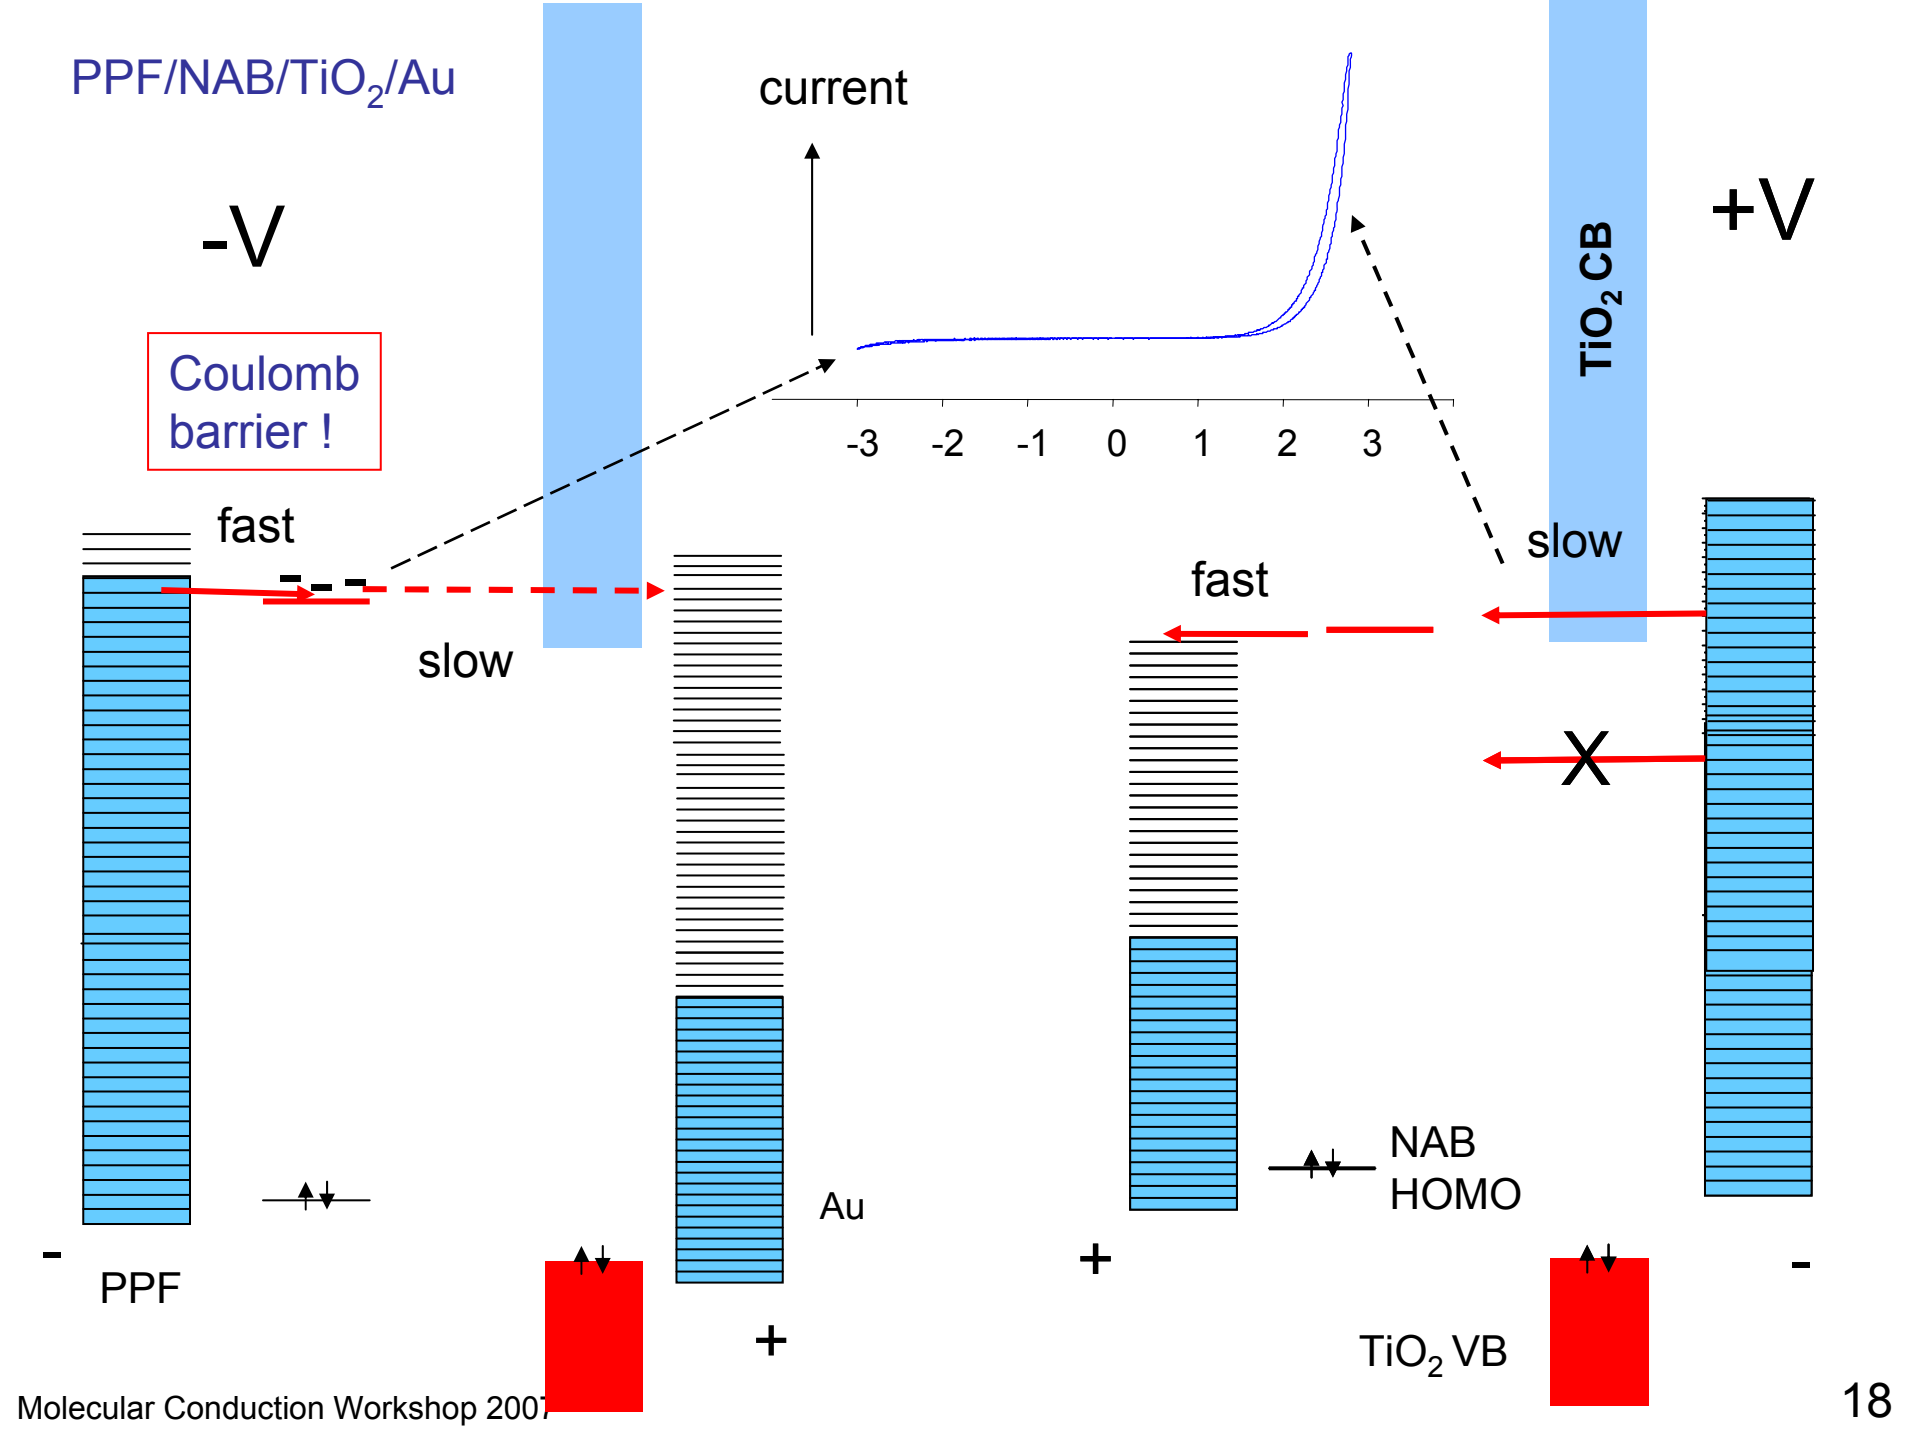 PPF/NAB/TiO₂/Au
current
-V
+V
TiO₂ CB
Coulomb
barrier !
-3 -2 -1 0 1 2 3
fast
slow
- - -
fast
slow
X
NAB
HOMO
Au
-
PPF
+
+
-
TiO₂ VB
Molecular Conduction Workshop 2007
18